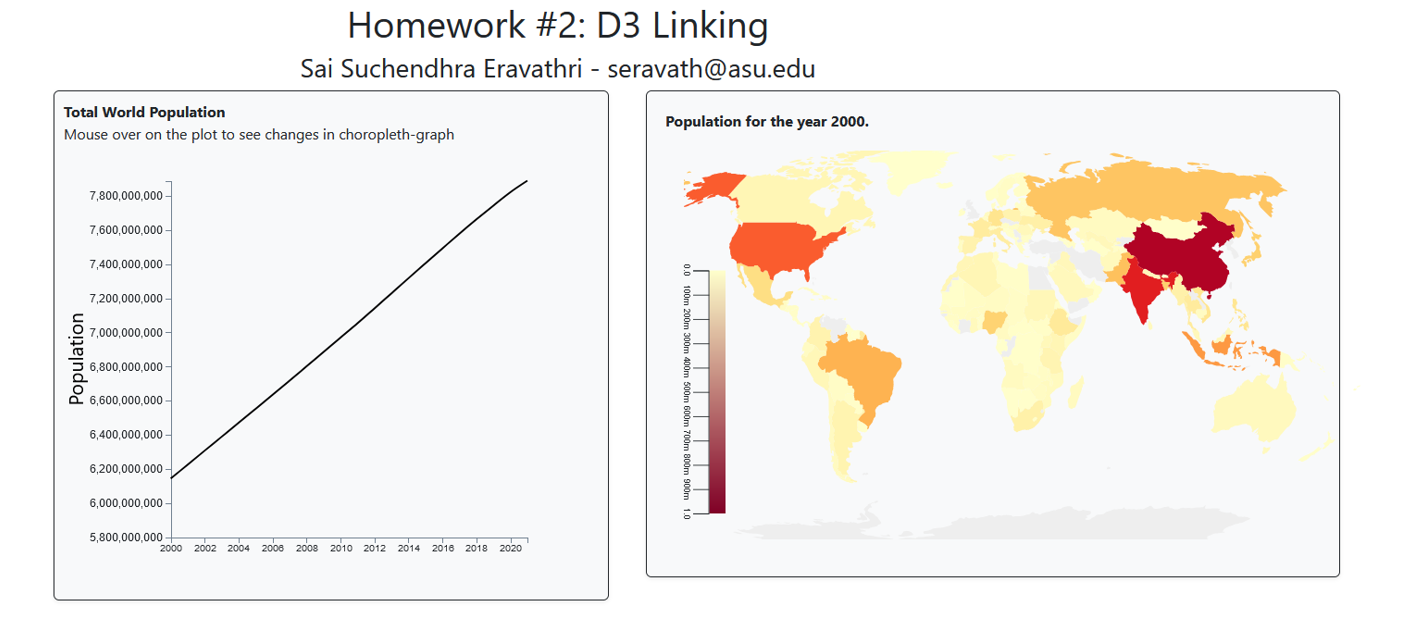 Homework #2: D3 Linking
Sai Suchendhra Eravathri - seravath@asu.edu
Total World Population
Mouse over on the plot to see changes in choropleth-graph
Population
7,800,000,000
7,600,000,000
7,400,000,000
7,200,000,000
7,000,000,000
6,800,000,000
6,600,000,000
6,400,000,000
6,200,000,000
6,000,000,000
5,800,000,000
2000 2002 2004 2006 2008 2010 2012 2014 2016 2018 2020
Population for the year 2000.
0.0 100m 200m 300m 400m 500m 600m 700m 800m 900m 1.0